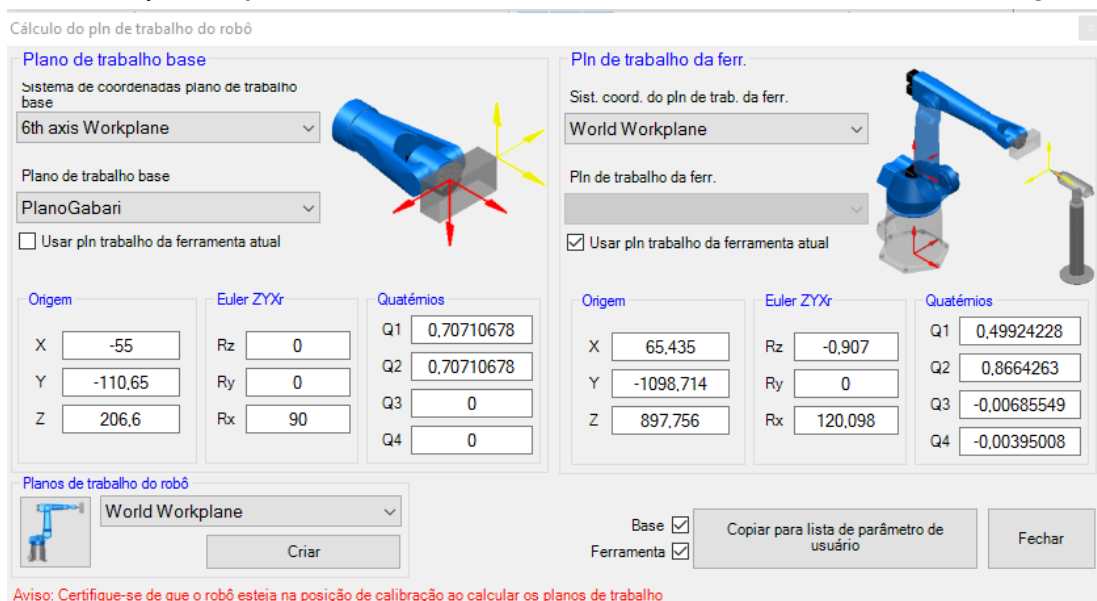 Cálculo do pln de trabalho do robô
x
Plano de trabalho base
Sistema de coordenadas plano de trabalho
base
6th axis Workplane
Plano de trabalho base
PlanoGabari
Usar pln trabalho da ferramenta atual
Origem
X -55
Y -110,65
Z 206,6
Euler ZYXr
Rz 0
Ry 0
Rx 90
Quatérnios
Q1 0,70710678
Q2 0,70710678
Q3 0
Q4 0
Pln de trabalho da ferr.
Sist. coord. do pln de trab. da ferr.
World Workplane
Pln de trabalho da ferr.
Usar pln trabalho da ferramenta atual
Origem
X 65,435
Y -1098,714
Z 897,756
Euler ZYXr
Rz -0,907
Ry 0
Rx 120,098
Quatérnios
Q1 0,49924228
Q2 0,8664263
Q3 -0,00685549
Q4 -0,00395008
Planos de trabalho do robô
World Workplane
Criar
Base
Ferramenta
Copiar para lista de parâmetro de
usuário
Fechar
Aviso: Certifique-se de que o robô esteja na posição de calibração ao calcular os planos de trabalho